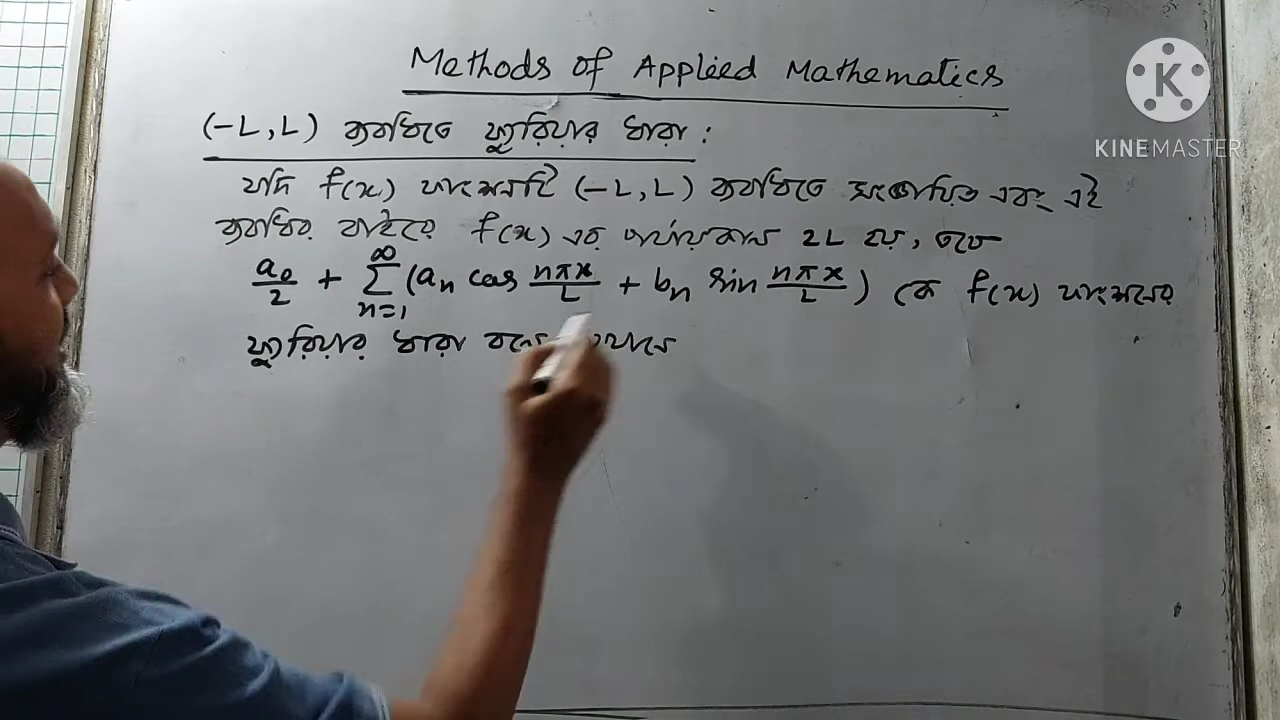 Methods of Applied Mathematics
(-L, L) ব্যবধিতে ফুরিয়ার ধারা :
যদি f(x) ফাংশনটি (-L, L) ব্যবধিতে সংজ্ঞায়িত এবং এই
ব্যবধির বাইরে f(x) এর পর্যায়কাল 2L হয়, তবে
a₀/2 + ∑_{n=1}^{∞} (aₙ cos nπx/L + bₙ sin nπx/L) কে f(x) ফাংশনের
ফুরিয়ার ধারা বলে
K
KINEMASTER